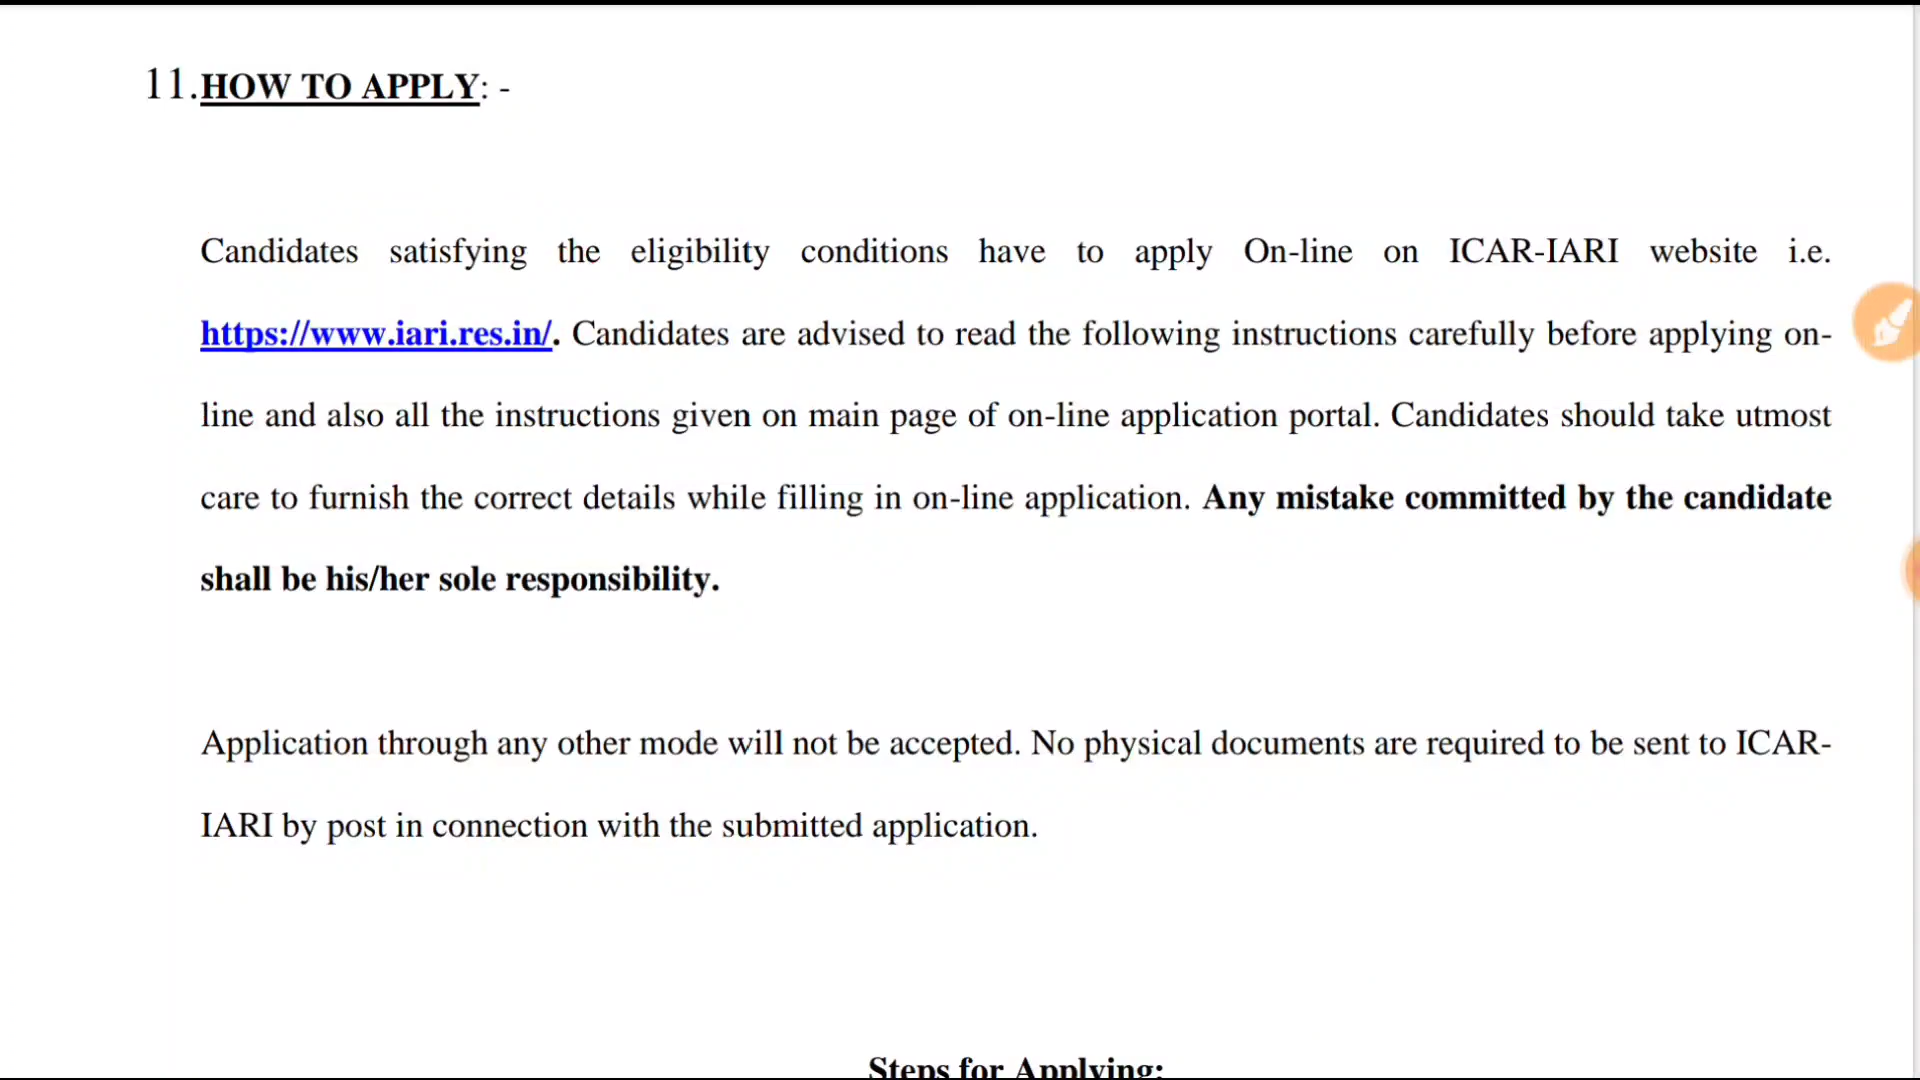 11.HOW TO APPLY: -
Candidates satisfying the eligibility conditions have to apply On-line on ICAR-IARI website i.e.
https://www.iari.res.in/. Candidates are advised to read the following instructions carefully before applying on-
line and also all the instructions given on main page of on-line application portal. Candidates should take utmost
care to furnish the correct details while filling in on-line application. Any mistake committed by the candidate
shall be his/her sole responsibility.
Application through any other mode will not be accepted. No physical documents are required to be sent to ICAR-
IARI by post in connection with the submitted application.
Steps for Applying: